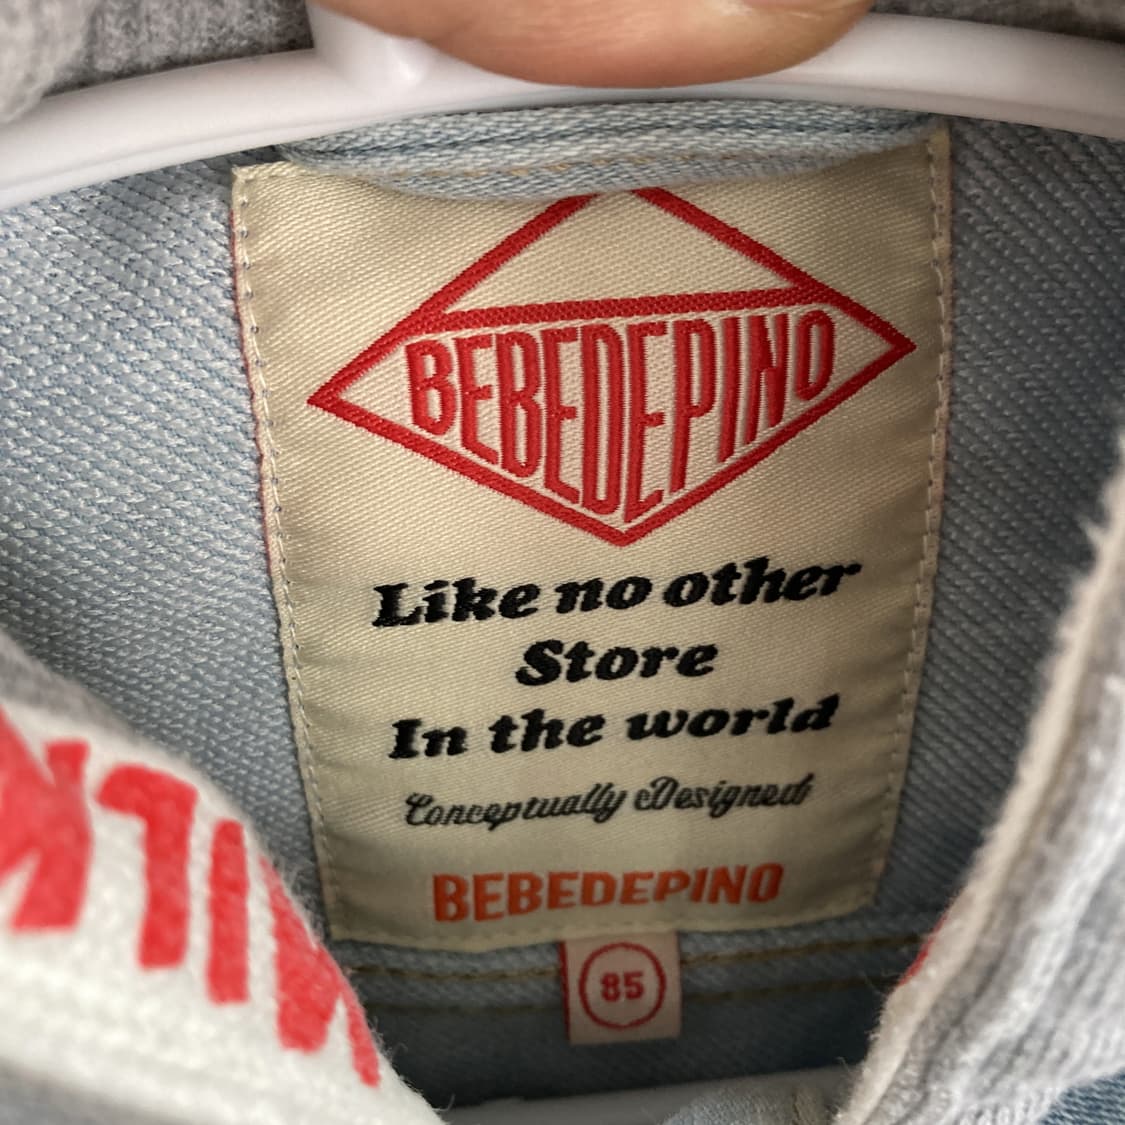 BEBEDEPINO
Like no other
Store
In the world
Conceptually Designed
BEBEDEPINO
85